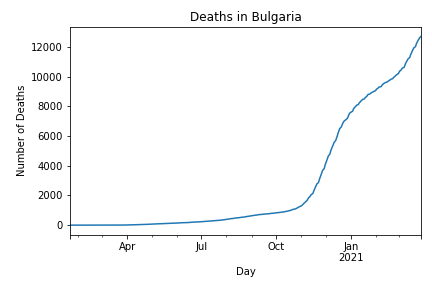 Deaths in Bulgaria
Number of Deaths
12000
10000
8000
6000
4000
2000
0
Apr
Jul
Oct
Jan
2021
Day